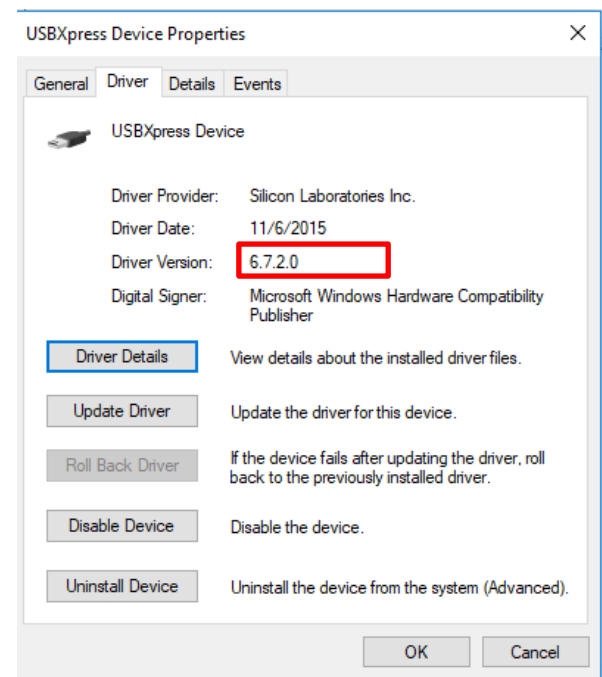 USBXpress Device Properties
General Driver Details Events
USBXpress Device
Driver Provider: Silicon Laboratories Inc.
Driver Date: 11/6/2015
Driver Version: 6.7.2.0
Digital Signer: Microsoft Windows Hardware Compatibility
Publisher
Driver Details View details about the installed driver files.
Update Driver Update the driver for this device.
Roll Back Driver If the device fails after updating the driver, roll
back to the previously installed driver.
Disable Device Disable the device.
Uninstall Device Uninstall the device from the system (Advanced).
OK Cancel